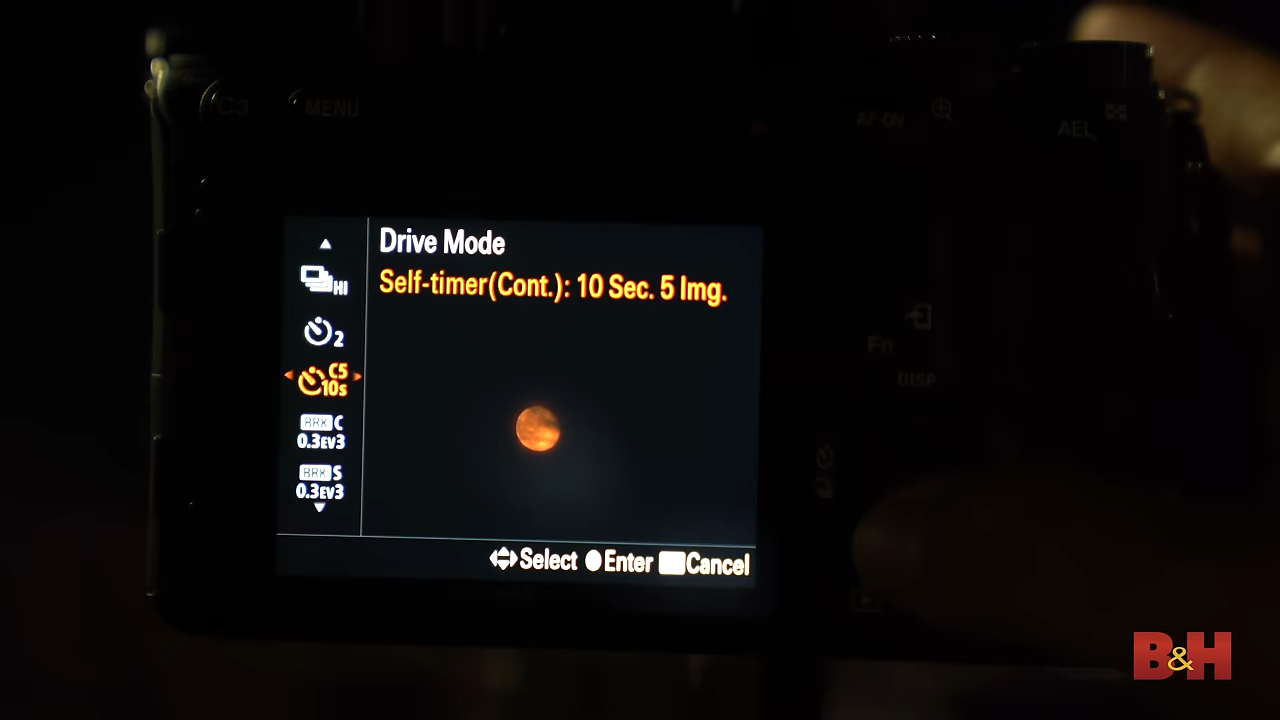 C3 MENU
AF-ON AEL
Drive Mode
Self-timer(Cont.): 10 Sec. 5 Img.
HI
2
C5
10s
BRK C
0.3EV3
BRK S
0.3EV3
Fn
DISP
Select Enter Cancel
B&H